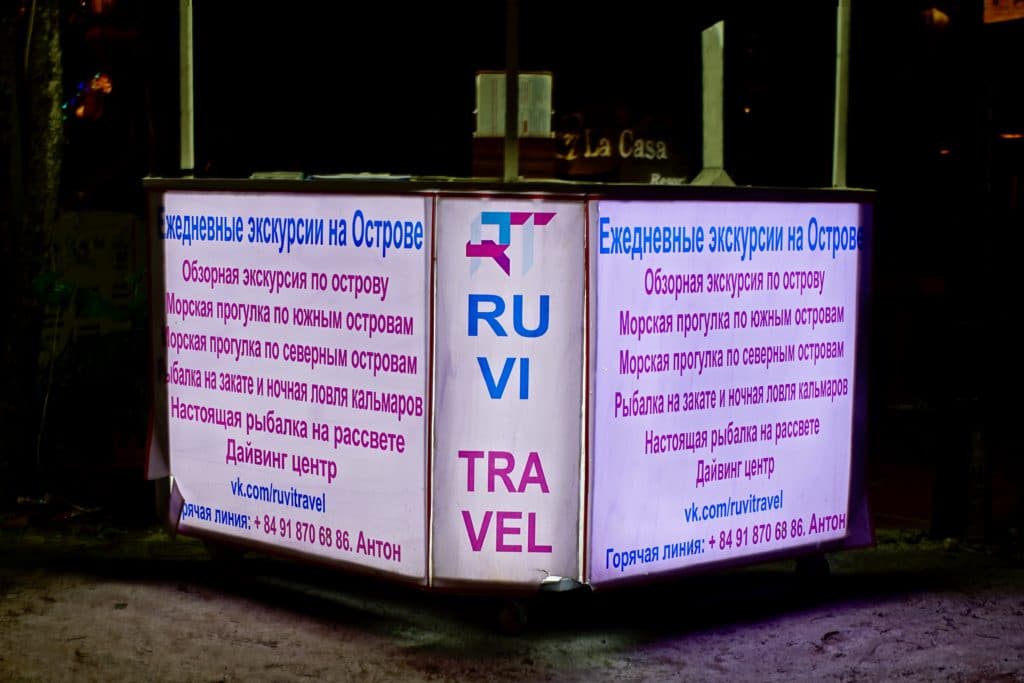 La Casa
Ежедневные экскурсии на Острове
Обзорная экскурсия по острову
Морская прогулка по южным островам
Морская прогулка по северным островам
Рыбалка на закате и ночная ловля кальмаров
Настоящая рыбалка на рассвете
Дайвинг центр
vk.com/ruvitravel
Горячая линия: + 84 91 870 68 86. Антон
RT
RU
VI
TRA
VEL
Ежедневные экскурсии на Острове
Обзорная экскурсия по острову
Морская прогулка по южным островам
Морская прогулка по северным островам
Рыбалка на закате и ночная ловля кальмаров
Настоящая рыбалка на рассвете
Дайвинг центр
vk.com/ruvitravel
Горячая линия: + 84 91 870 68 86. Антон